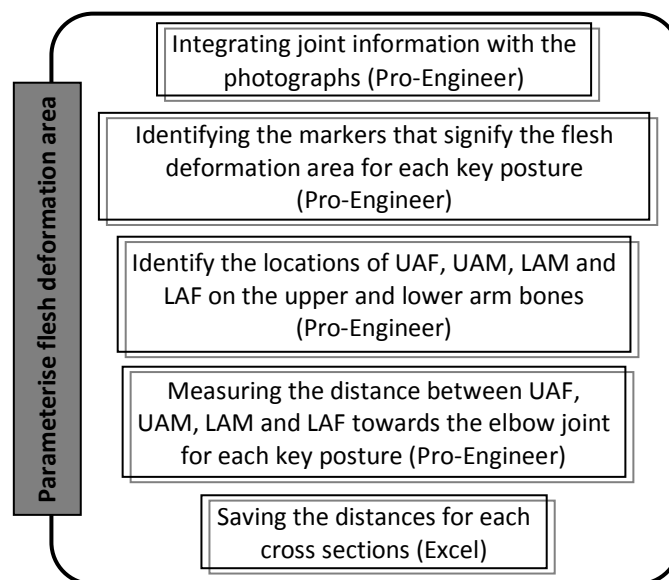 Parameterise flesh deformation area
Integrating joint information with the
photographs (Pro-Engineer)
Identifying the markers that signify the flesh
deformation area for each key posture
(Pro-Engineer)
Identify the locations of UAF, UAM, LAM and
LAF on the upper and lower arm bones
(Pro-Engineer)
Measuring the distance between UAF,
UAM, LAM and LAF towards the elbow joint
for each key posture (Pro-Engineer)
Saving the distances for each
cross sections (Excel)